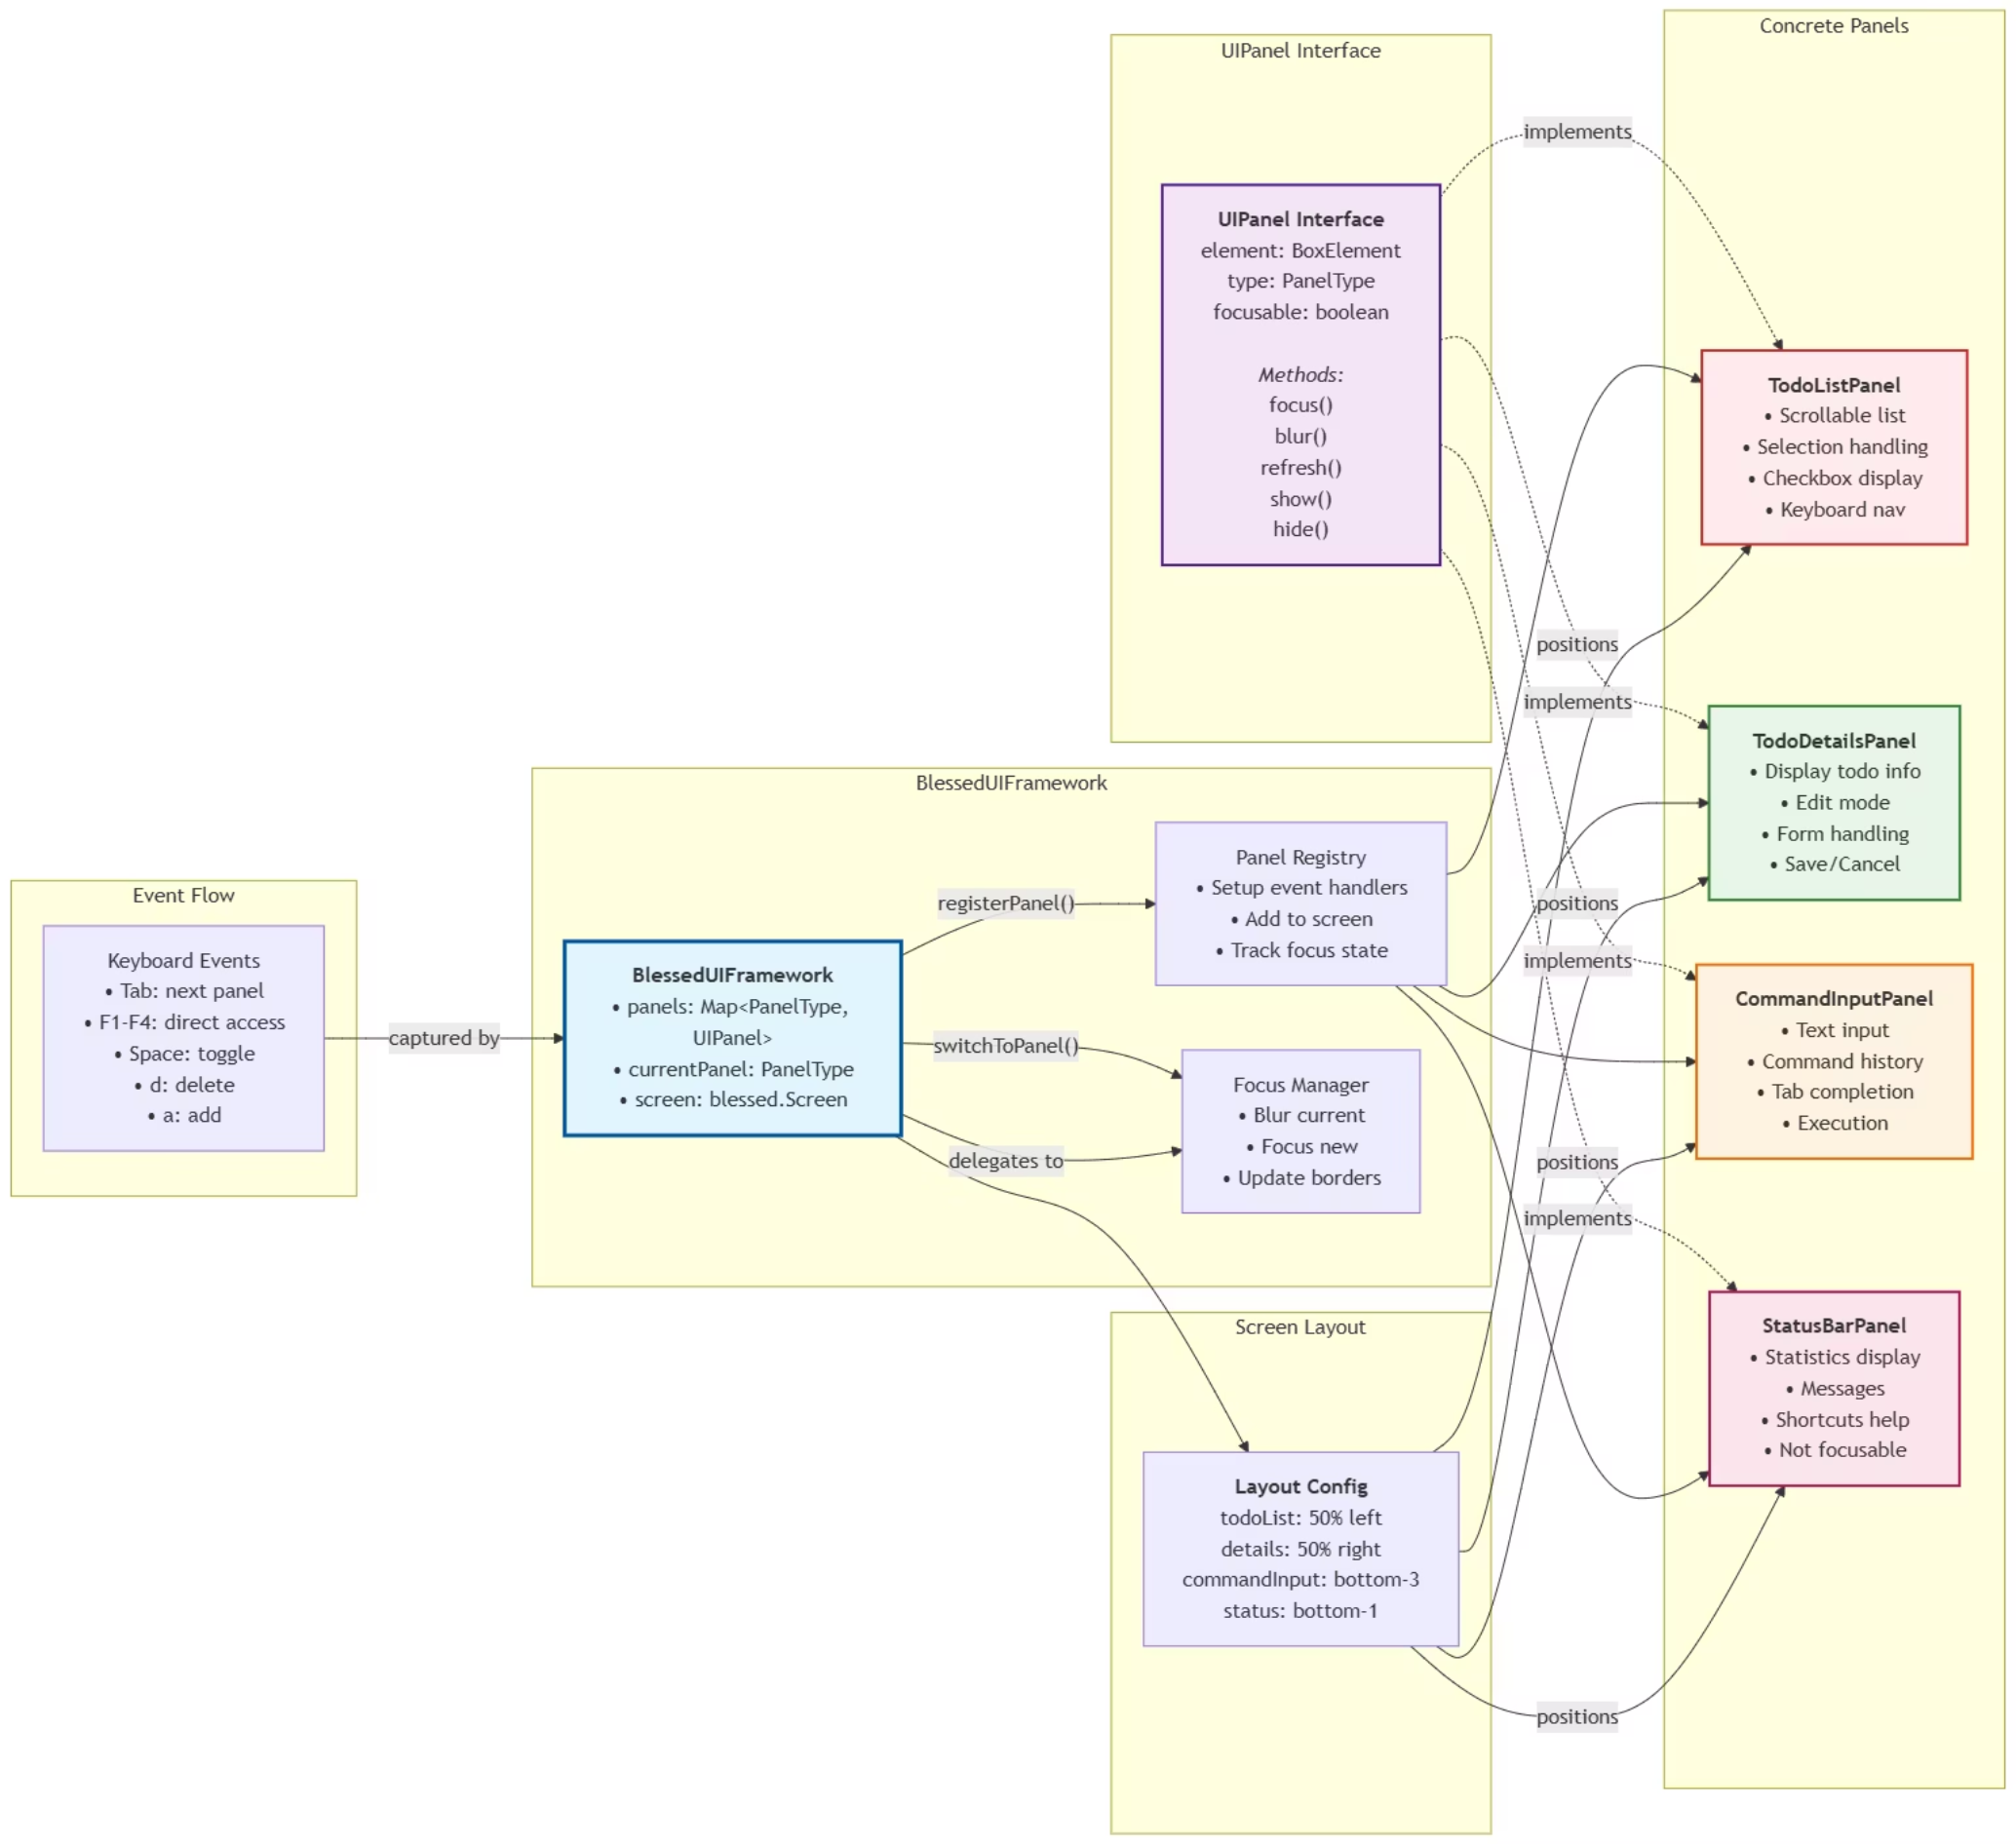 Concrete Panels
UIPanel Interface
implements
UIPanel Interface
element: BoxElement
type: PanelType
focusable: boolean
Methods:
focus()
blur()
refresh()
show()
hide()
TodoListPanel
• Scrollable list
• Selection handling
• Checkbox display
• Keyboard nav
positions
implements
TodoDetailsPanel
• Display todo info
• Edit mode
• Form handling
• Save/Cancel
BlessedUIFramework
Panel Registry
• Setup event handlers
• Add to screen
• Track focus state
registerPanel()
positions
implements
Event Flow
Keyboard Events
• Tab: next panel
• F1-F4: direct access
• Space: toggle
• d: delete
• a: add
captured by
BlessedUIFramework
• panels: Map<PanelType,
UIPanel>
• currentPanel: PanelType
• screen: blessed.Screen
switchToPanel()
delegates to
Focus Manager
• Blur current
• Focus new
• Update borders
CommandInputPanel
• Text input
• Command history
• Tab completion
• Execution
positions
implements
StatusBarPanel
• Statistics display
• Messages
• Shortcuts help
• Not focusable
Screen Layout
Layout Config
todoList: 50% left
details: 50% right
commandInput: bottom-3
status: bottom-1
positions